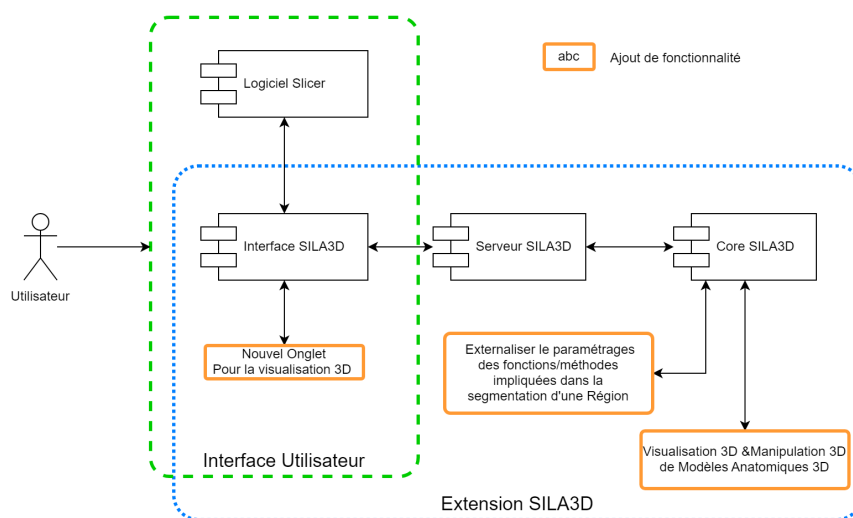 abc
Ajout de fonctionnalité
Logiciel Slicer
Interface SILA3D
Serveur SILA3D
Core SILA3D
Utilisateur
Nouvel Onglet
Pour la visualisation 3D
Externaliser le paramétrages
des fonctions/méthodes
impliquées dans la
segmentation d'une Région
Visualisation 3D &Manipulation 3D
de Modèles Anatomiques 3D
Interface Utilisateur
Extension SILA3D